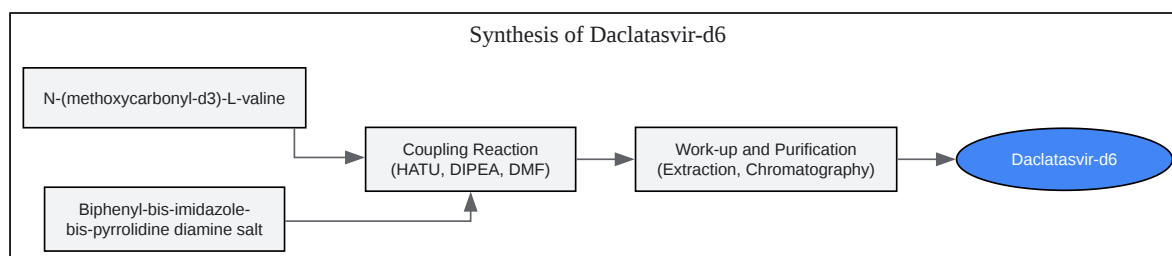 Synthesis of Daclatasvir-d6
N-(methoxycarbonyl-d3)-L-valine
Biphenyl-bis-imidazole-
bis-pyrrolidine diamine salt
Coupling Reaction
(HATU, DIPEA, DMF)
Work-up and Purification
(Extraction, Chromatography)
Daclatasvir-d6